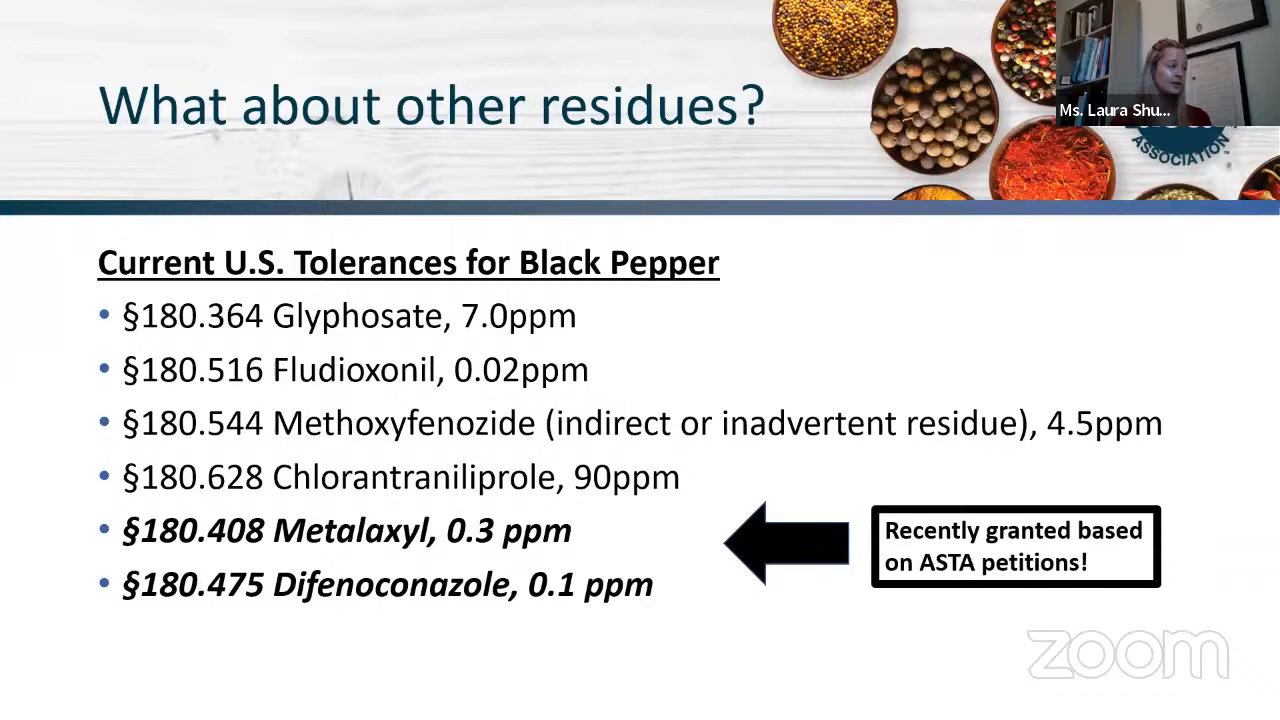 What about other residues?
Ms. Laura Shu...
ASSOCIATION
Current U.S. Tolerances for Black Pepper
• §180.364 Glyphosate, 7.0ppm
• §180.516 Fludioxonil, 0.02ppm
• §180.544 Methoxyfenozide (indirect or inadvertent residue), 4.5ppm
• §180.628 Chlorantraniliprole, 90ppm
• §180.408 Metalaxyl, 0.3 ppm
• §180.475 Difenoconazole, 0.1 ppm
Recently granted based
on ASTA petitions!
zoom